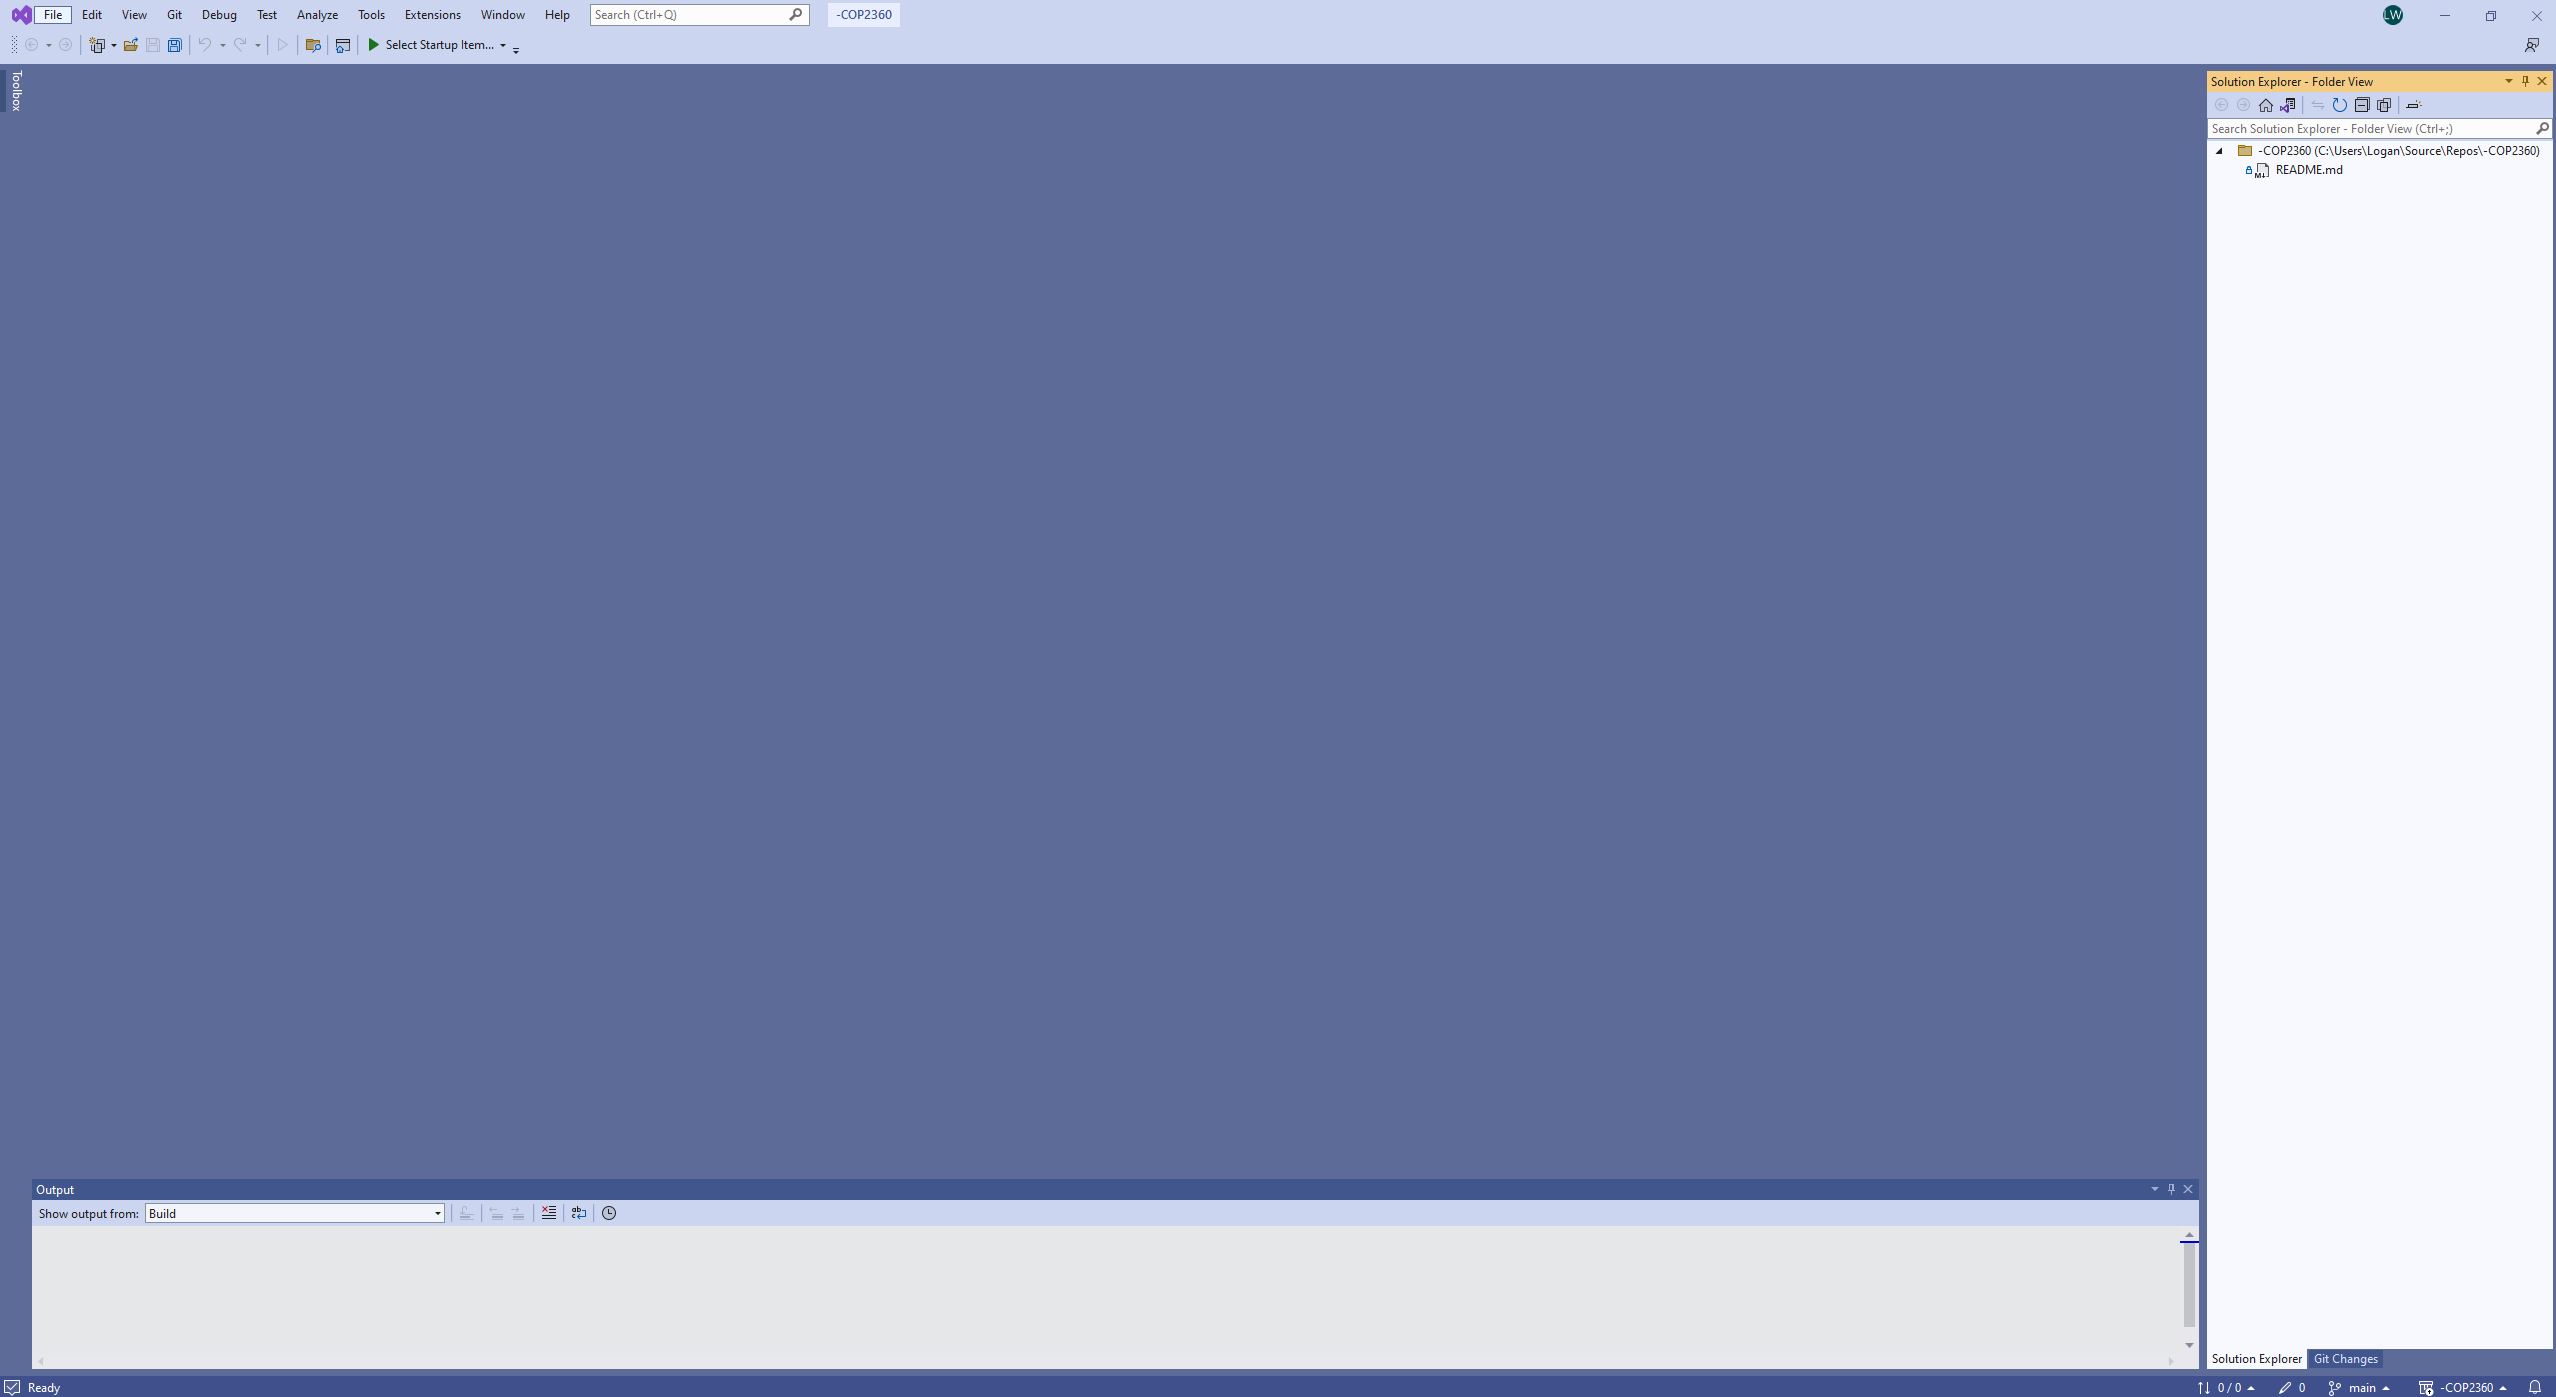 File Edit View Git Debug Test Analyze Tools Extensions Window Help Search (Ctrl+Q) -COP2360 LW
Select Startup Item...
Toolbox
Solution Explorer - Folder View
Search Solution Explorer - Folder View (Ctrl+;)
-COP2360 (C:\Users\Logan\Source\Repos\-COP2360)
README.md
Output
Show output from: Build
Solution Explorer Git Changes
Ready 0 / 0 0 main -COP2360